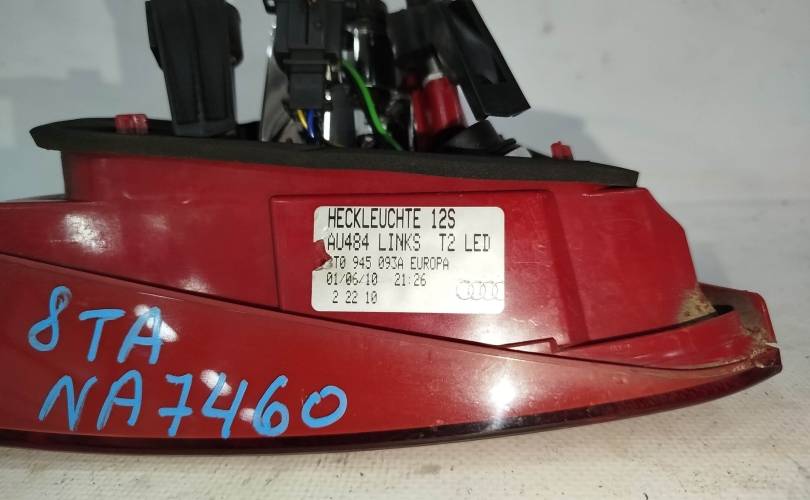 HECKLEUCHTE 12S
AU484 LINKS T2 LED
8T0 945 093A EUROPA
01/06/10 21:26
2 22 10
8TA
NA7460